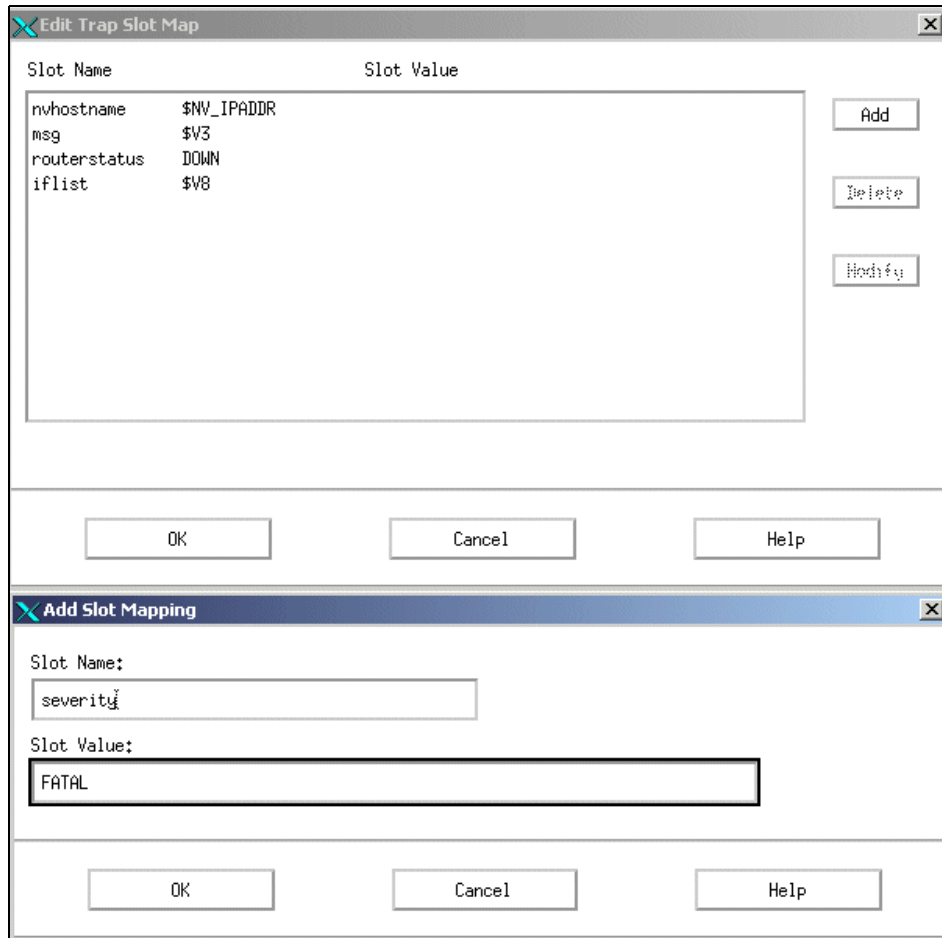 Edit Trap Slot Map
Slot Name Slot Value
nvhostname $NV_IPADDR
msg $V3
routerstatus DOWN
iflist $V8
Add
Delete
Modify
OK Cancel Help
Add Slot Mapping
Slot Name:
severity
Slot Value:
FATAL
OK Cancel Help